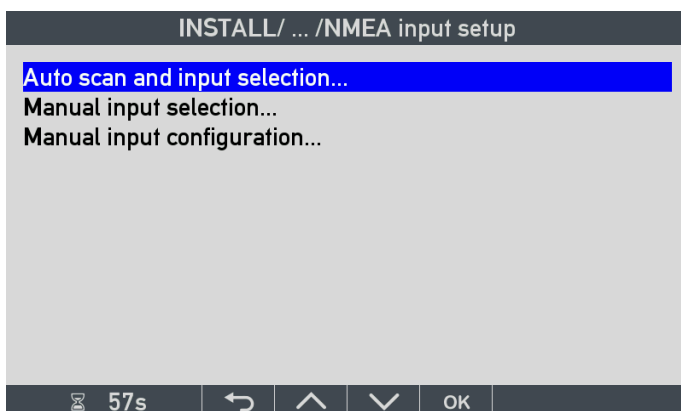 INSTALL/ ... /NMEA input setup
Auto scan and input selection...
Manual input selection...
Manual input configuration...
57s OK